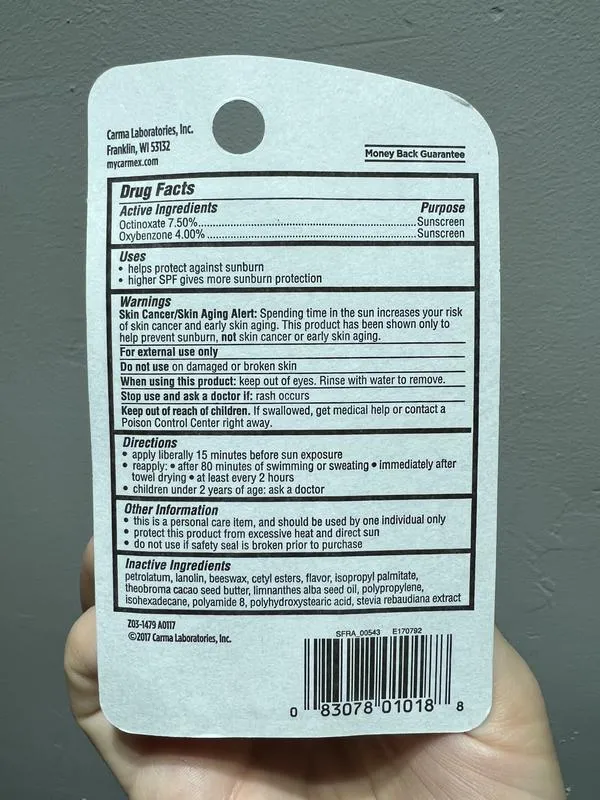 Carma Laboratories, Inc.
Franklin, WI 53132
mycarmex.com
Money Back Guarantee
Drug Facts
Active Ingredients Purpose
Octinoxate 7.50%.......................................................Sunscreen
Oxybenzone 4.00%.......................................................Sunscreen
Uses
• helps protect against sunburn
• higher SPF gives more sunburn protection
Warnings
Skin Cancer/Skin Aging Alert: Spending time in the sun increases your risk
of skin cancer and early skin aging. This product has been shown only to
help prevent sunburn, not skin cancer or early skin aging.
For external use only
Do not use on damaged or broken skin
When using this product: keep out of eyes. Rinse with water to remove.
Stop use and ask a doctor if: rash occurs
Keep out of reach of children. If swallowed, get medical help or contact a
Poison Control Center right away.
Directions
• apply liberally 15 minutes before sun exposure
• reapply: • after 80 minutes of swimming or sweating • immediately after
towel drying • at least every 2 hours
• children under 2 years of age: ask a doctor
Other Information
• this is a personal care item, and should be used by one individual only
• protect this product from excessive heat and direct sun
• do not use if safety seal is broken prior to purchase
Inactive Ingredients
petrolatum, lanolin, beeswax, cetyl esters, flavor, isopropyl palmitate,
theobroma cacao seed butter, limnanthes alba seed oil, polypropylene,
isohexadecane, polyamide 8, polyhydroxystearic acid, stevia rebaudiana extract
Z03-1479 A0117
©2017 Carma Laboratories, Inc.
SFRA_00543 E170792
0 83078 01018 8